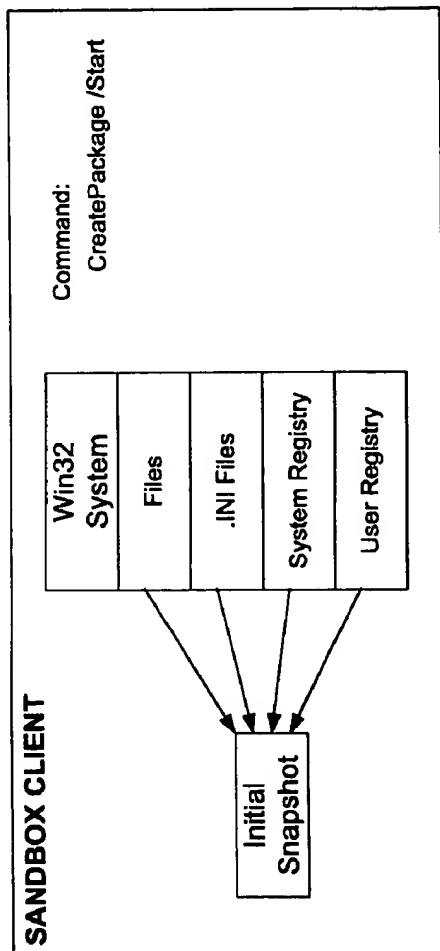 SANDBOX CLIENT
Initial
Snapshot
Win32
System
Files
.INI Files
System Registry
User Registry
Command:
CreatePackage /Start